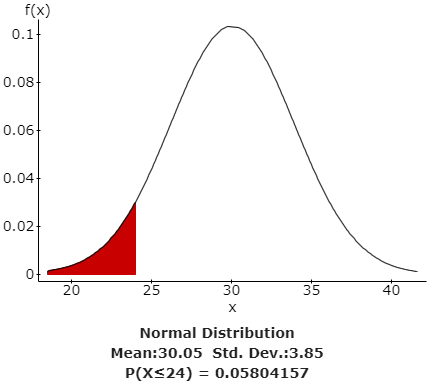 f(x)
0.1
0.08
0.06
0.04
0.02
0
20 25 30 35 40
x
Normal Distribution
Mean:30.05 Std. Dev.:3.85
P(X≤24) = 0.05804157